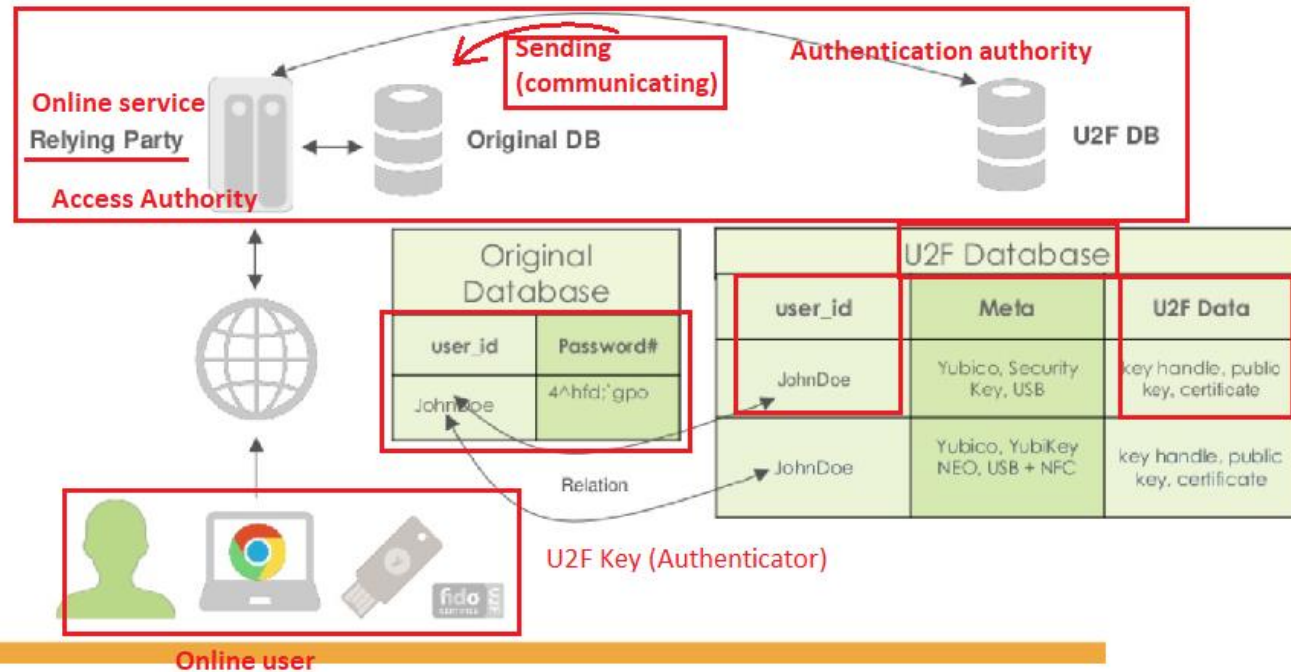 Sending
(communicating)
Authentication authority
Online service
Relying Party
Original DB
U2F DB
Access Authority
Original
Database
user_id
Password#
JohnDoe
4^hfd;`gpo
U2F Database
user_id
Meta
U2F Data
JohnDoe
Yubico, Security
Key, USB
key handle, public
key, certificate
JohnDoe
Yubico, YubiKey
NEO, USB + NFC
key handle, public
key, certificate
Relation
U2F Key (Authenticator)
fido
U2F
Online user